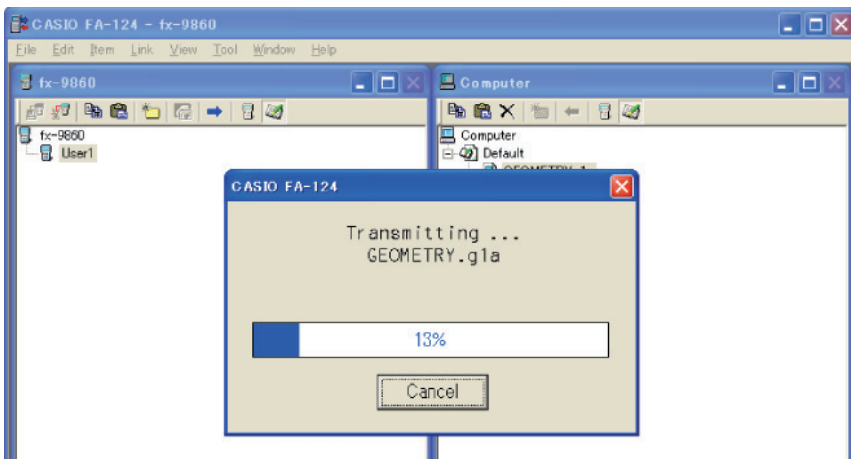 CASIO FA-124 - fx-9860
File Edit Item Link View Tool Window Help
fx-9860
fx-9860
User1
Computer
Computer
Default
CASIO FA-124
Transmitting ...
GEOMETRY.g1a
13%
Cancel